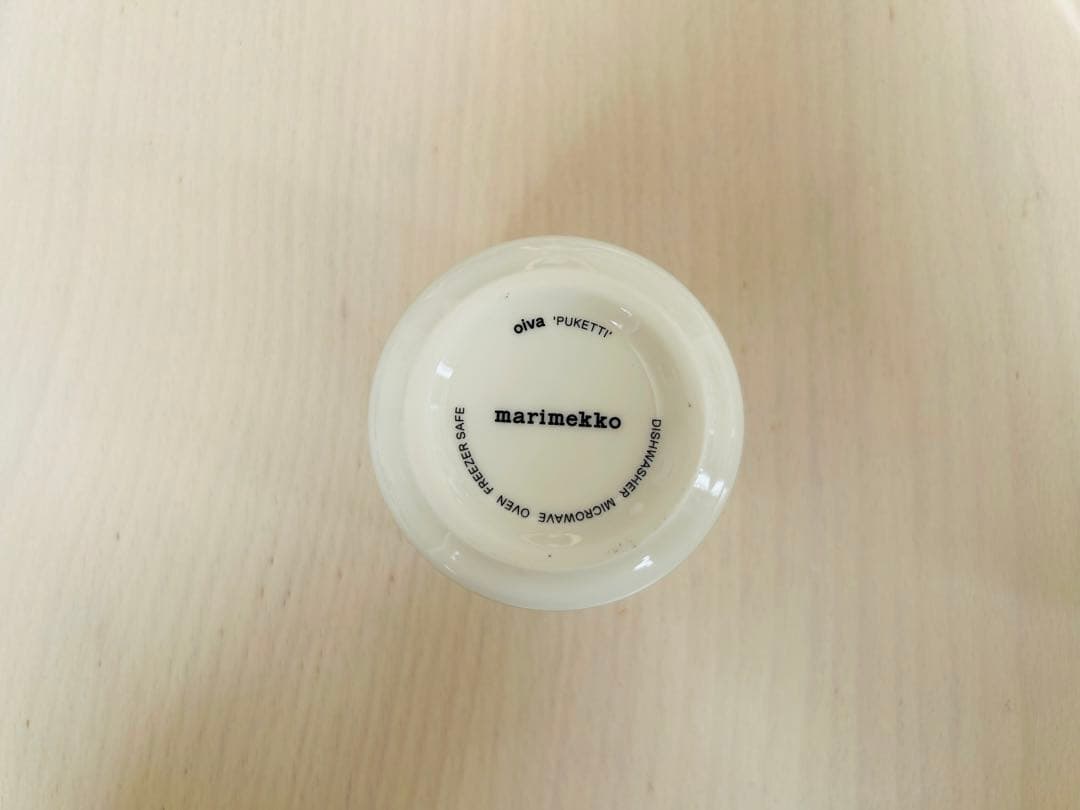 oiva 'PUKETTI'
marimekko
DISHWASHER MICROWAVE OVEN FREEZER SAFE